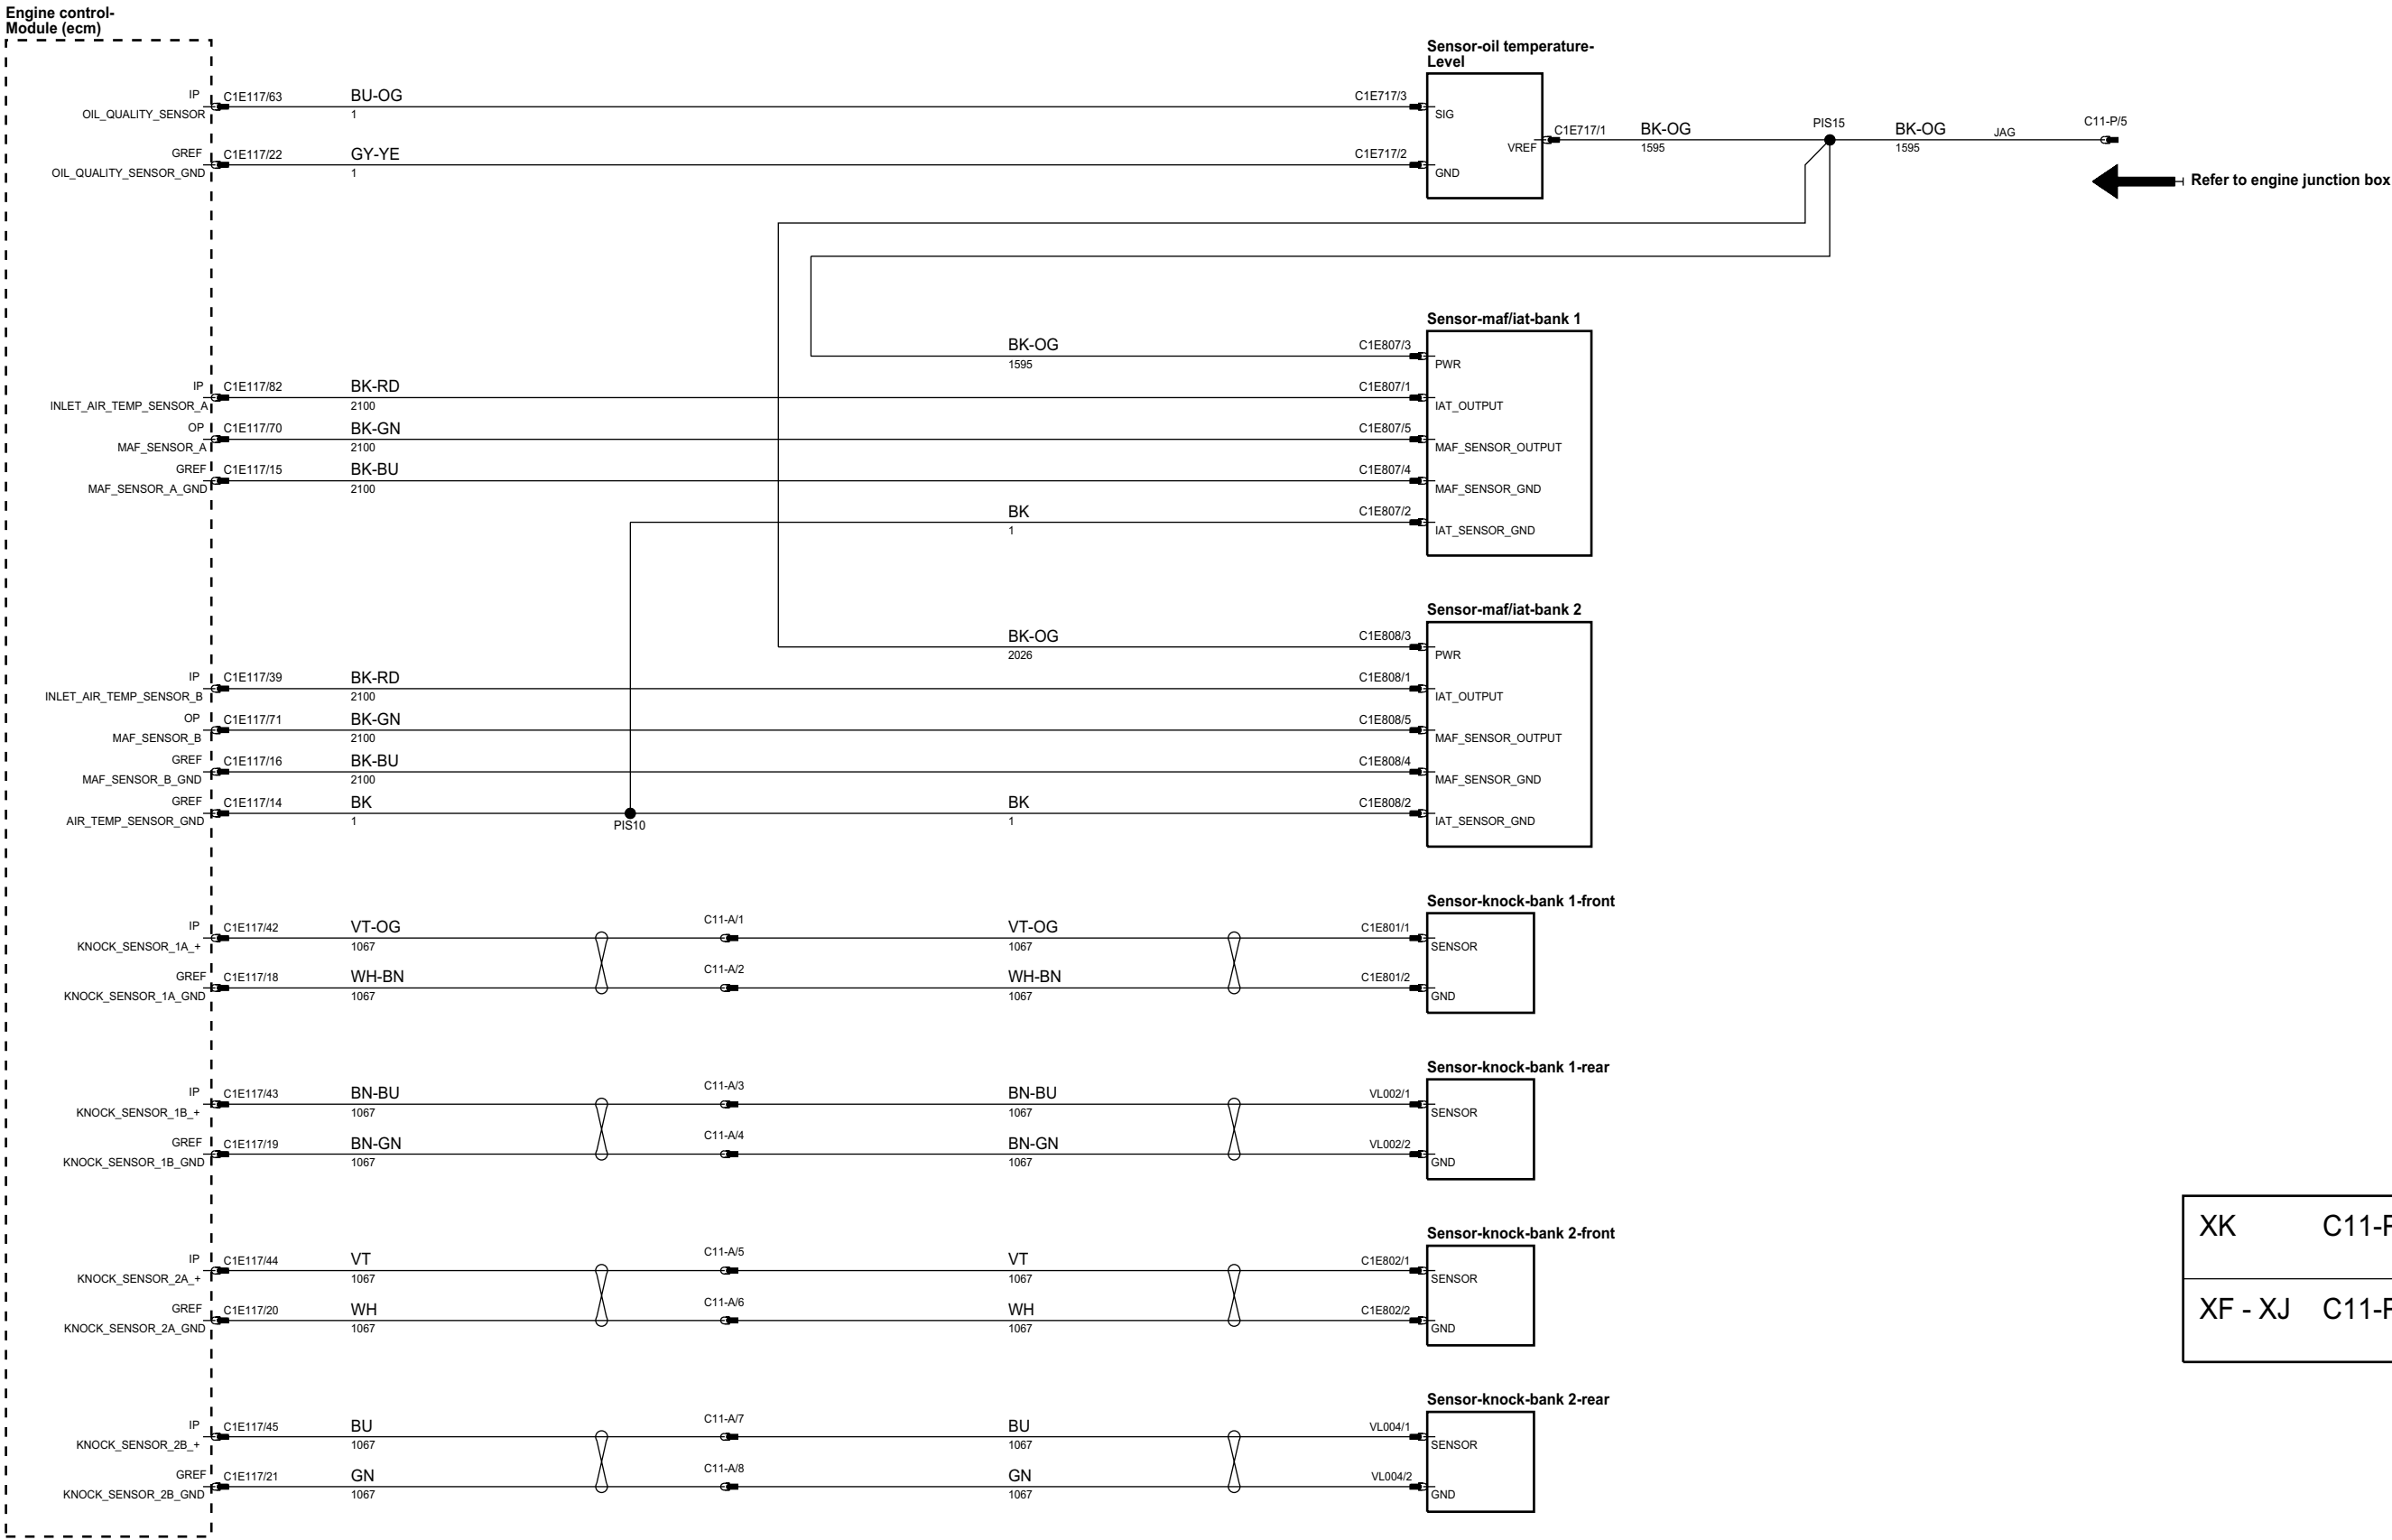 Engine control-
Module (ecm)
Sensor-oil temperature-
Level
IP C1E117/63 BU-OG C1E717/3
OIL_QUALITY_SENSOR 1 SIG
C1E717/1 BK-OG PIS15 BK-OG JAG C11-P/5
VREF 1595 1595
GREF C1E117/22 GY-YE C1E717/2
OIL_QUALITY_SENSOR_GND 1 GND
Refer to engine junction box
Sensor-maf/iat-bank 1
BK-OG C1E807/3
1595 PWR
IP C1E117/82 BK-RD C1E807/1
INLET_AIR_TEMP_SENSOR_A 2100 IAT_OUTPUT
OP C1E117/70 BK-GN C1E807/5
MAF_SENSOR_A 2100 MAF_SENSOR_OUTPUT
GREF C1E117/15 BK-BU C1E807/4
MAF_SENSOR_A_GND 2100 MAF_SENSOR_GND
BK C1E807/2
1 IAT_SENSOR_GND
Sensor-maf/iat-bank 2
BK-OG C1E808/3
2026 PWR
IP C1E117/39 BK-RD C1E808/1
INLET_AIR_TEMP_SENSOR_B 2100 IAT_OUTPUT
OP C1E117/71 BK-GN C1E808/5
MAF_SENSOR_B 2100 MAF_SENSOR_OUTPUT
GREF C1E117/16 BK-BU C1E808/4
MAF_SENSOR_B_GND 2100 MAF_SENSOR_GND
GREF C1E117/14 BK BK C1E808/2
AIR_TEMP_SENSOR_GND 1 PIS10 1 IAT_SENSOR_GND
Sensor-knock-bank 1-front
IP C1E117/42 VT-OG C11-A/1 VT-OG C1E801/1
KNOCK_SENSOR_1A_+ 1067 1067 SENSOR
GREF C1E117/18 WH-BN C11-A/2 WH-BN C1E801/2
KNOCK_SENSOR_1A_GND 1067 1067 GND
Sensor-knock-bank 1-rear
IP C1E117/43 BN-BU C11-A/3 BN-BU VL002/1
KNOCK_SENSOR_1B_+ 1067 1067 SENSOR
GREF C1E117/19 BN-GN C11-A/4 BN-GN VL002/2
KNOCK_SENSOR_1B_GND 1067 1067 GND
XK C11-P
Sensor-knock-bank 2-front
IP C1E117/44 VT C11-A/5 VT C1E802/1
KNOCK_SENSOR_2A_+ 1067 1067 SENSOR
GREF C1E117/20 WH C11-A/6 WH C1E802/2
KNOCK_SENSOR_2A_GND 1067 1067 GND
XF - XJ C11-P
Sensor-knock-bank 2-rear
IP C1E117/45 BU C11-A/7 BU VL004/1
KNOCK_SENSOR_2B_+ 1067 1067 SENSOR
GREF C1E117/21 GN C11-A/8 GN VL004/2
KNOCK_SENSOR_2B_GND 1067 1067 GND